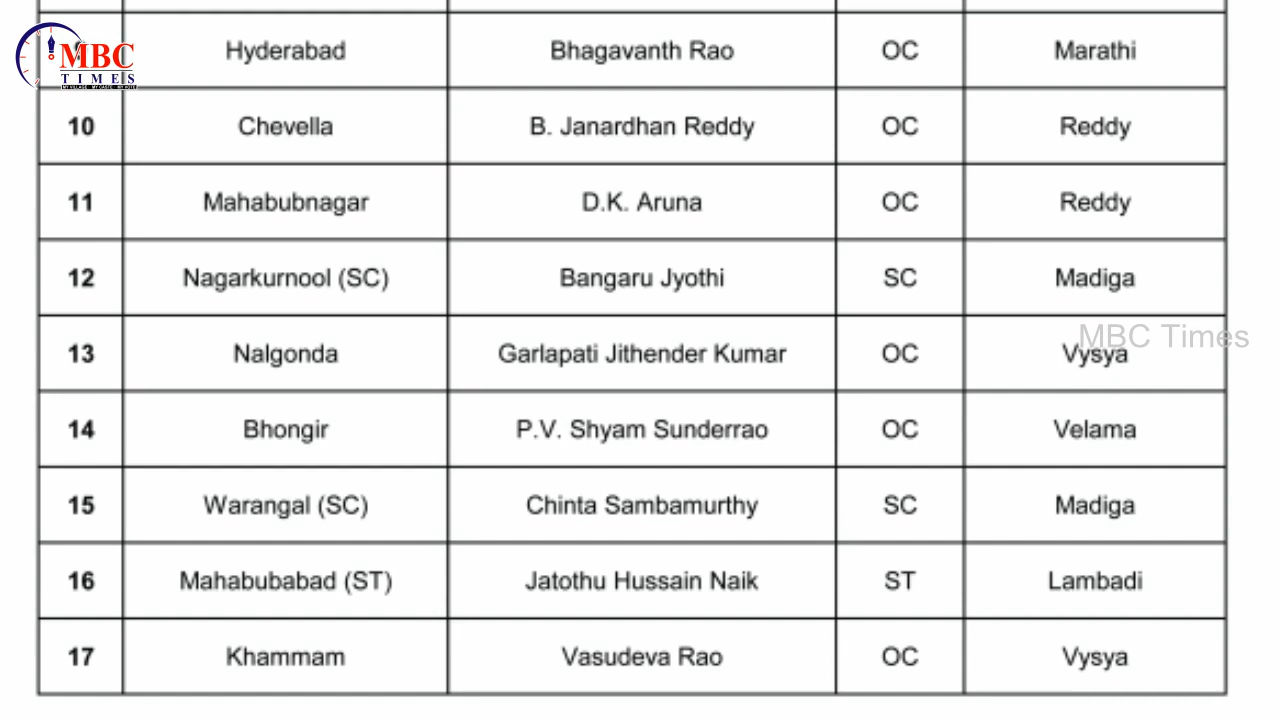 MBC
TIMES
Hyderabad Bhagavanth Rao OC Marathi
10 Chevella B. Janardhan Reddy OC Reddy
11 Mahabubnagar D.K. Aruna OC Reddy
12 Nagarkurnool (SC) Bangaru Jyothi SC Madiga
MBC Times
13 Nalgonda Garlapati Jithender Kumar OC Vysya
14 Bhongir P.V. Shyam Sunderrao OC Velama
15 Warangal (SC) Chinta Sambamurthy SC Madiga
16 Mahabubabad (ST) Jatothu Hussain Naik ST Lambadi
17 Khammam Vasudeva Rao OC Vysya